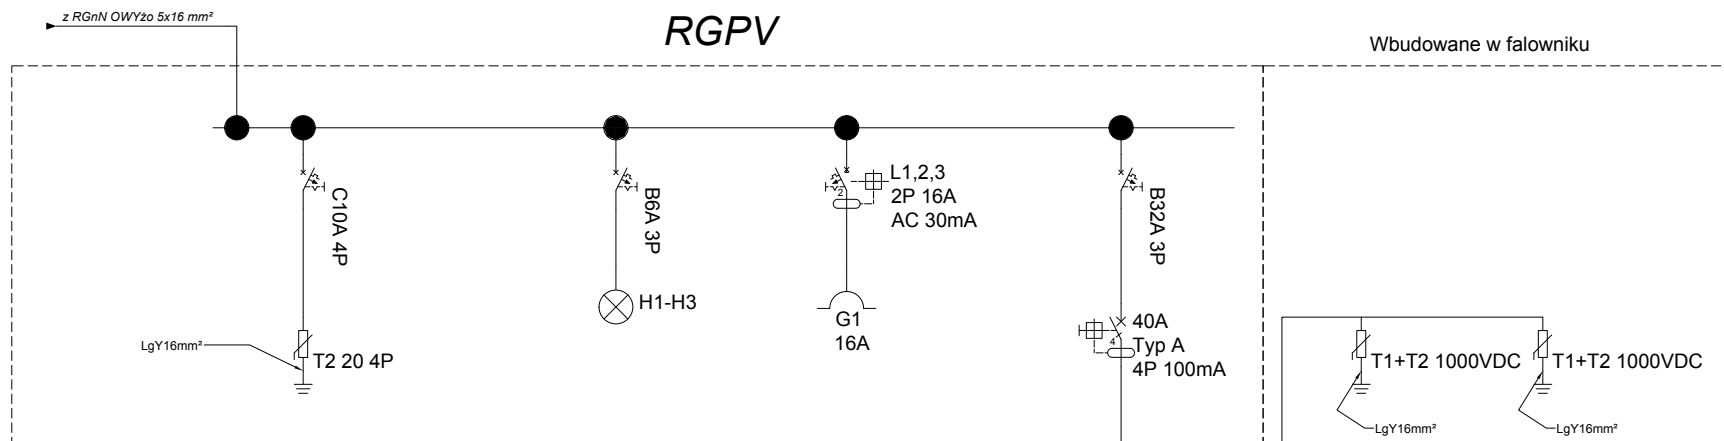 z RGnN OWYżo 5x16 mm²
RGPV
Wbudowane w falowniku
C10A 4P
B6A 3P
L1,2,3
2P 16A
AC 30mA
2
B32A 3P
H1-H3
G1
16A
40A
Typ A
4P 100mA
4
LgY16mm²
T2 20 4P
T1+T2 1000VDC
T1+T2 1000VDC
LgY16mm²
LgY16mm²